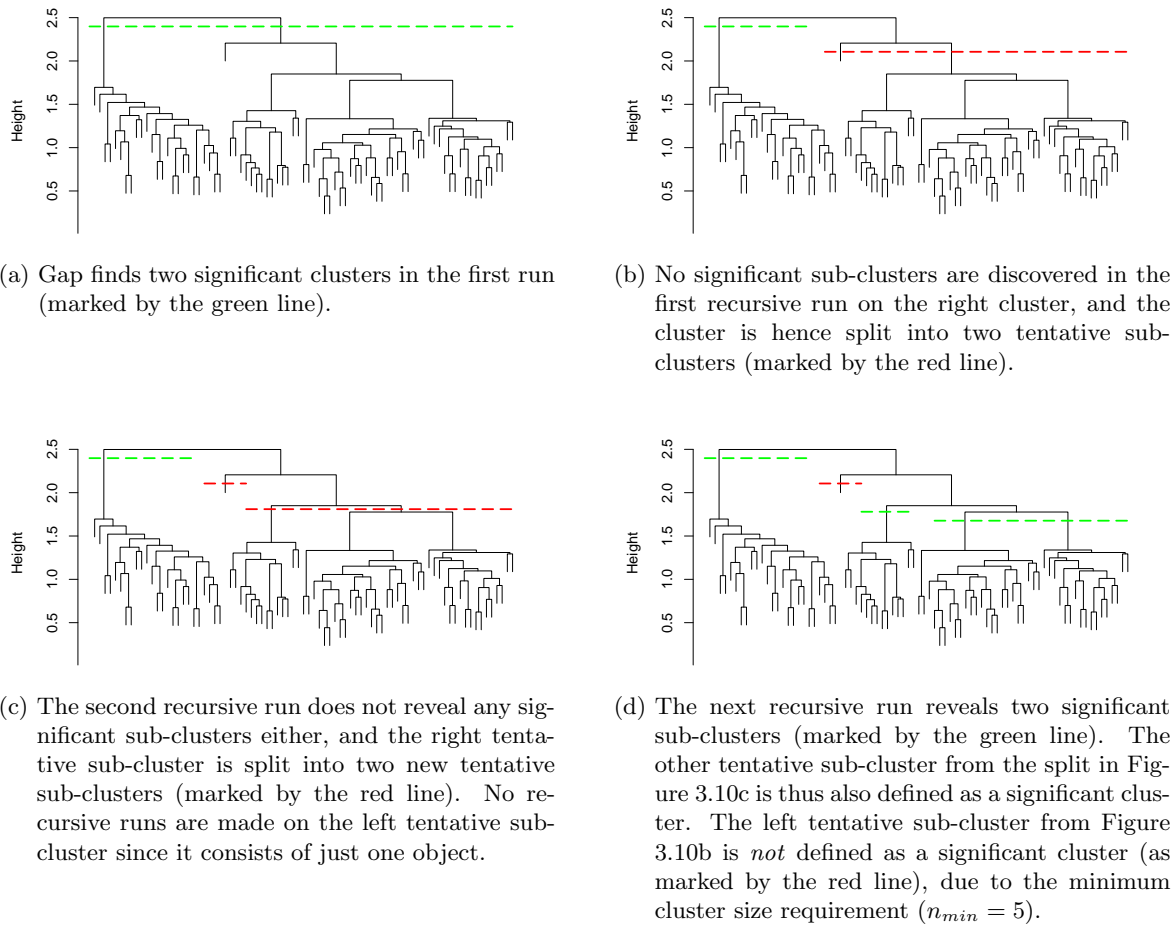 2.5
2.0
1.5
1.0
0.5
Height
(a) Gap finds two significant clusters in the first run
(marked by the green line).
2.5
2.0
1.5
1.0
0.5
Height
(b) No significant sub-clusters are discovered in the
first recursive run on the right cluster, and the
cluster is hence split into two tentative sub-
clusters (marked by the red line).
2.5
2.0
1.5
1.0
0.5
Height
(c) The second recursive run does not reveal any sig-
nificant sub-clusters either, and the right tenta-
tive sub-cluster is split into two new tentative
sub-clusters (marked by the red line). No re-
cursive runs are made on the left tentative sub-
cluster since it consists of just one object.
2.5
2.0
1.5
1.0
0.5
Height
(d) The next recursive run reveals two significant
sub-clusters (marked by the green line). The
other tentative sub-cluster from the split in Fig-
ure 3.10c is thus also defined as a significant clus-
ter. The left tentative sub-cluster from Figure
3.10b is not defined as a significant cluster (as
marked by the red line), due to the minimum
cluster size requirement (n_min = 5).